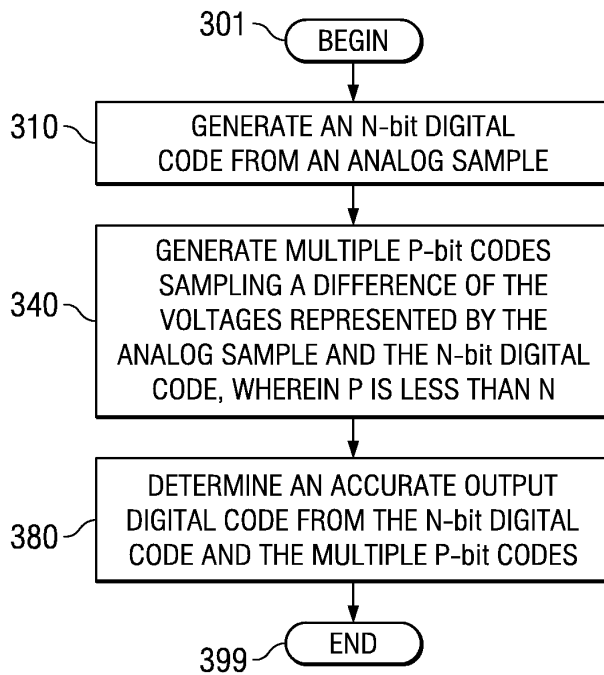 301
BEGIN
310
GENERATE AN N-bit DIGITAL
CODE FROM AN ANALOG SAMPLE
340
GENERATE MULTIPLE P-bit CODES
SAMPLING A DIFFERENCE OF THE
VOLTAGES REPRESENTED BY THE
ANALOG SAMPLE AND THE N-bit DIGITAL
CODE, WHEREIN P IS LESS THAN N
380
DETERMINE AN ACCURATE OUTPUT
DIGITAL CODE FROM THE N-bit DIGITAL
CODE AND THE MULTIPLE P-bit CODES
399
END